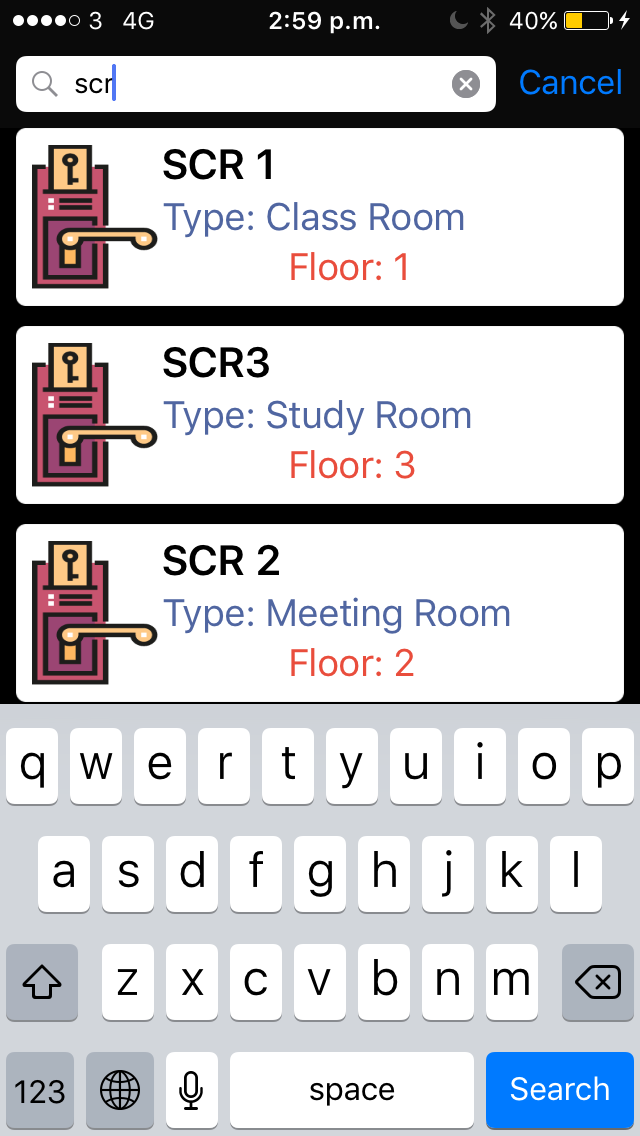 3 4G 2:59 p.m. 40%
scr Cancel
SCR 1
Type: Class Room
Floor: 1
SCR3
Type: Study Room
Floor: 3
SCR 2
Type: Meeting Room
Floor: 2
q w e r t y u i o p
a s d f g h j k l
z x c v b n m
123 space Search